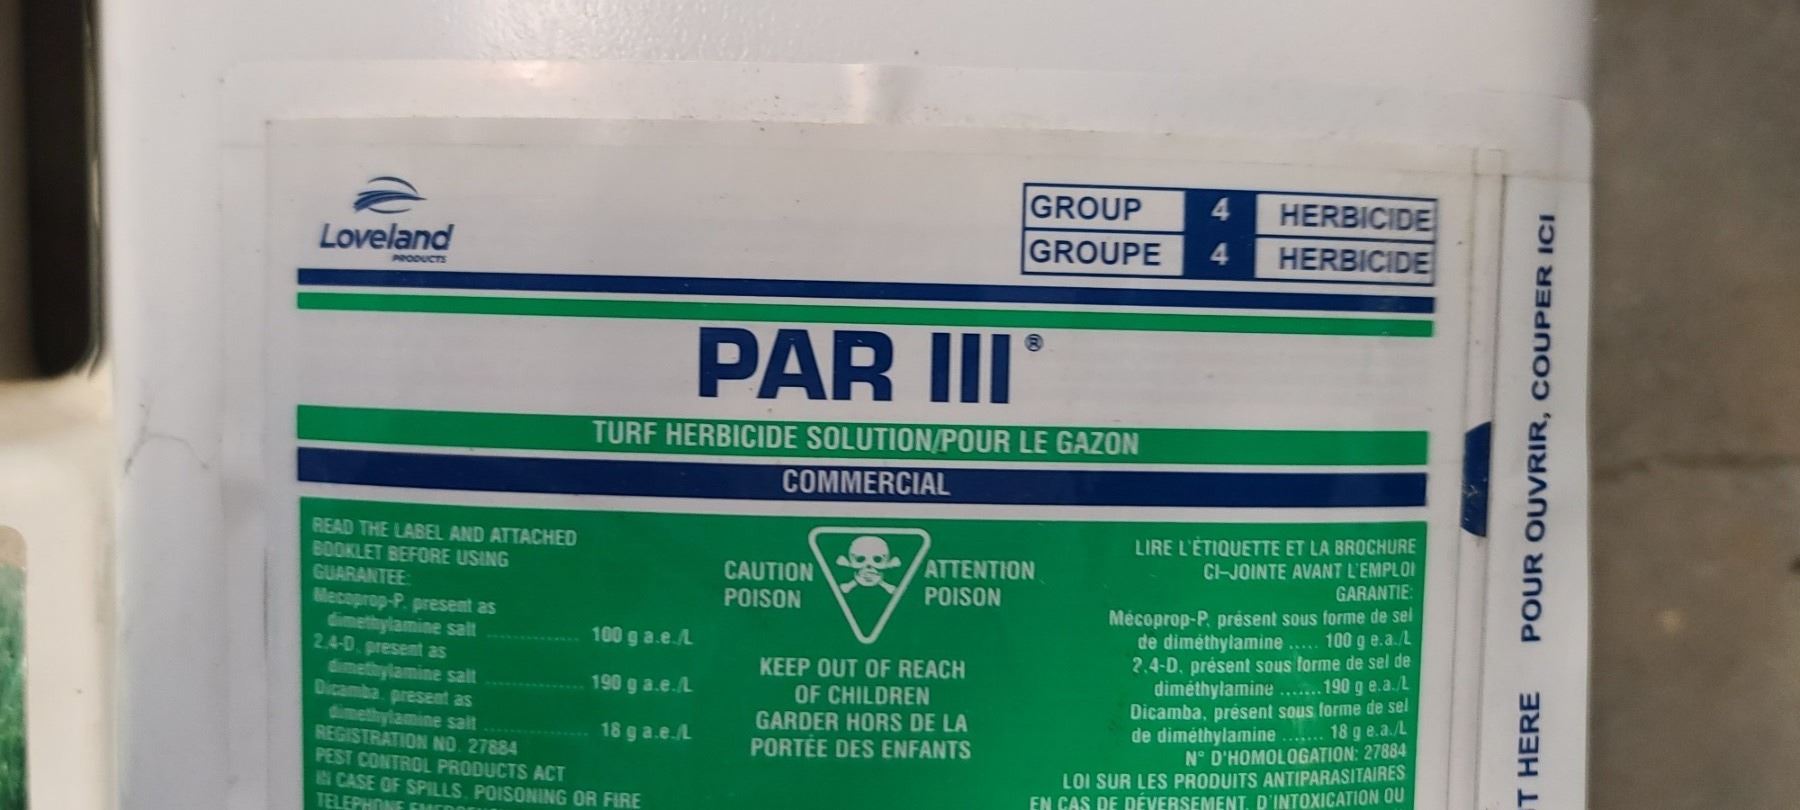 Loveland
PRODUCTS
GROUP 4 HERBICIDE
GROUPE 4 HERBICIDE
PAR III®
TURF HERBICIDE SOLUTION/POUR LE GAZON
COMMERCIAL
READ THE LABEL AND ATTACHED
BOOKLET BEFORE USING
GUARANTEE:
Mecoprop-P, present as
dimethylamine salt .............. 100 g a.e./L
2,4-D, present as
dimethylamine salt ............... 190 g a.e./L
Dicamba, present as
dimethylamine salt ............... 18 g a.e./L
REGISTRATION NO. 27884
PEST CONTROL PRODUCTS ACT
IN CASE OF SPILLS, POISONING OR FIRE
TELEPHONE
CAUTION
POISON
ATTENTION
POISON
KEEP OUT OF REACH
OF CHILDREN
GARDER HORS DE LA
PORTÉE DES ENFANTS
LIRE L'ÉTIQUETTE ET LA BROCHURE
CI-JOINTE AVANT L'EMPLOI
GARANTIE:
Mécoprop-P, présent sous forme de sel
de diméthylamine ..... 100 g e.a./L
2,4-D, présent sous forme de sel de
diméthylamine .......190 g e.a./L
Dicamba, présent sous forme de sel
de diméthylamine ....... 18 g e.a./L
N° D'HOMOLOGATION: 27884
LOI SUR LES PRODUITS ANTIPARASITAIRES
EN CAS DE DÉVERSEMENT, D'INTOXICATION OU
HERE POUR OUVRIR, COUPER ICI